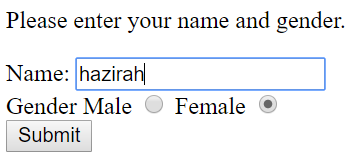 Please enter your name and gender.
Name: hazirah
Gender Male Female
Submit